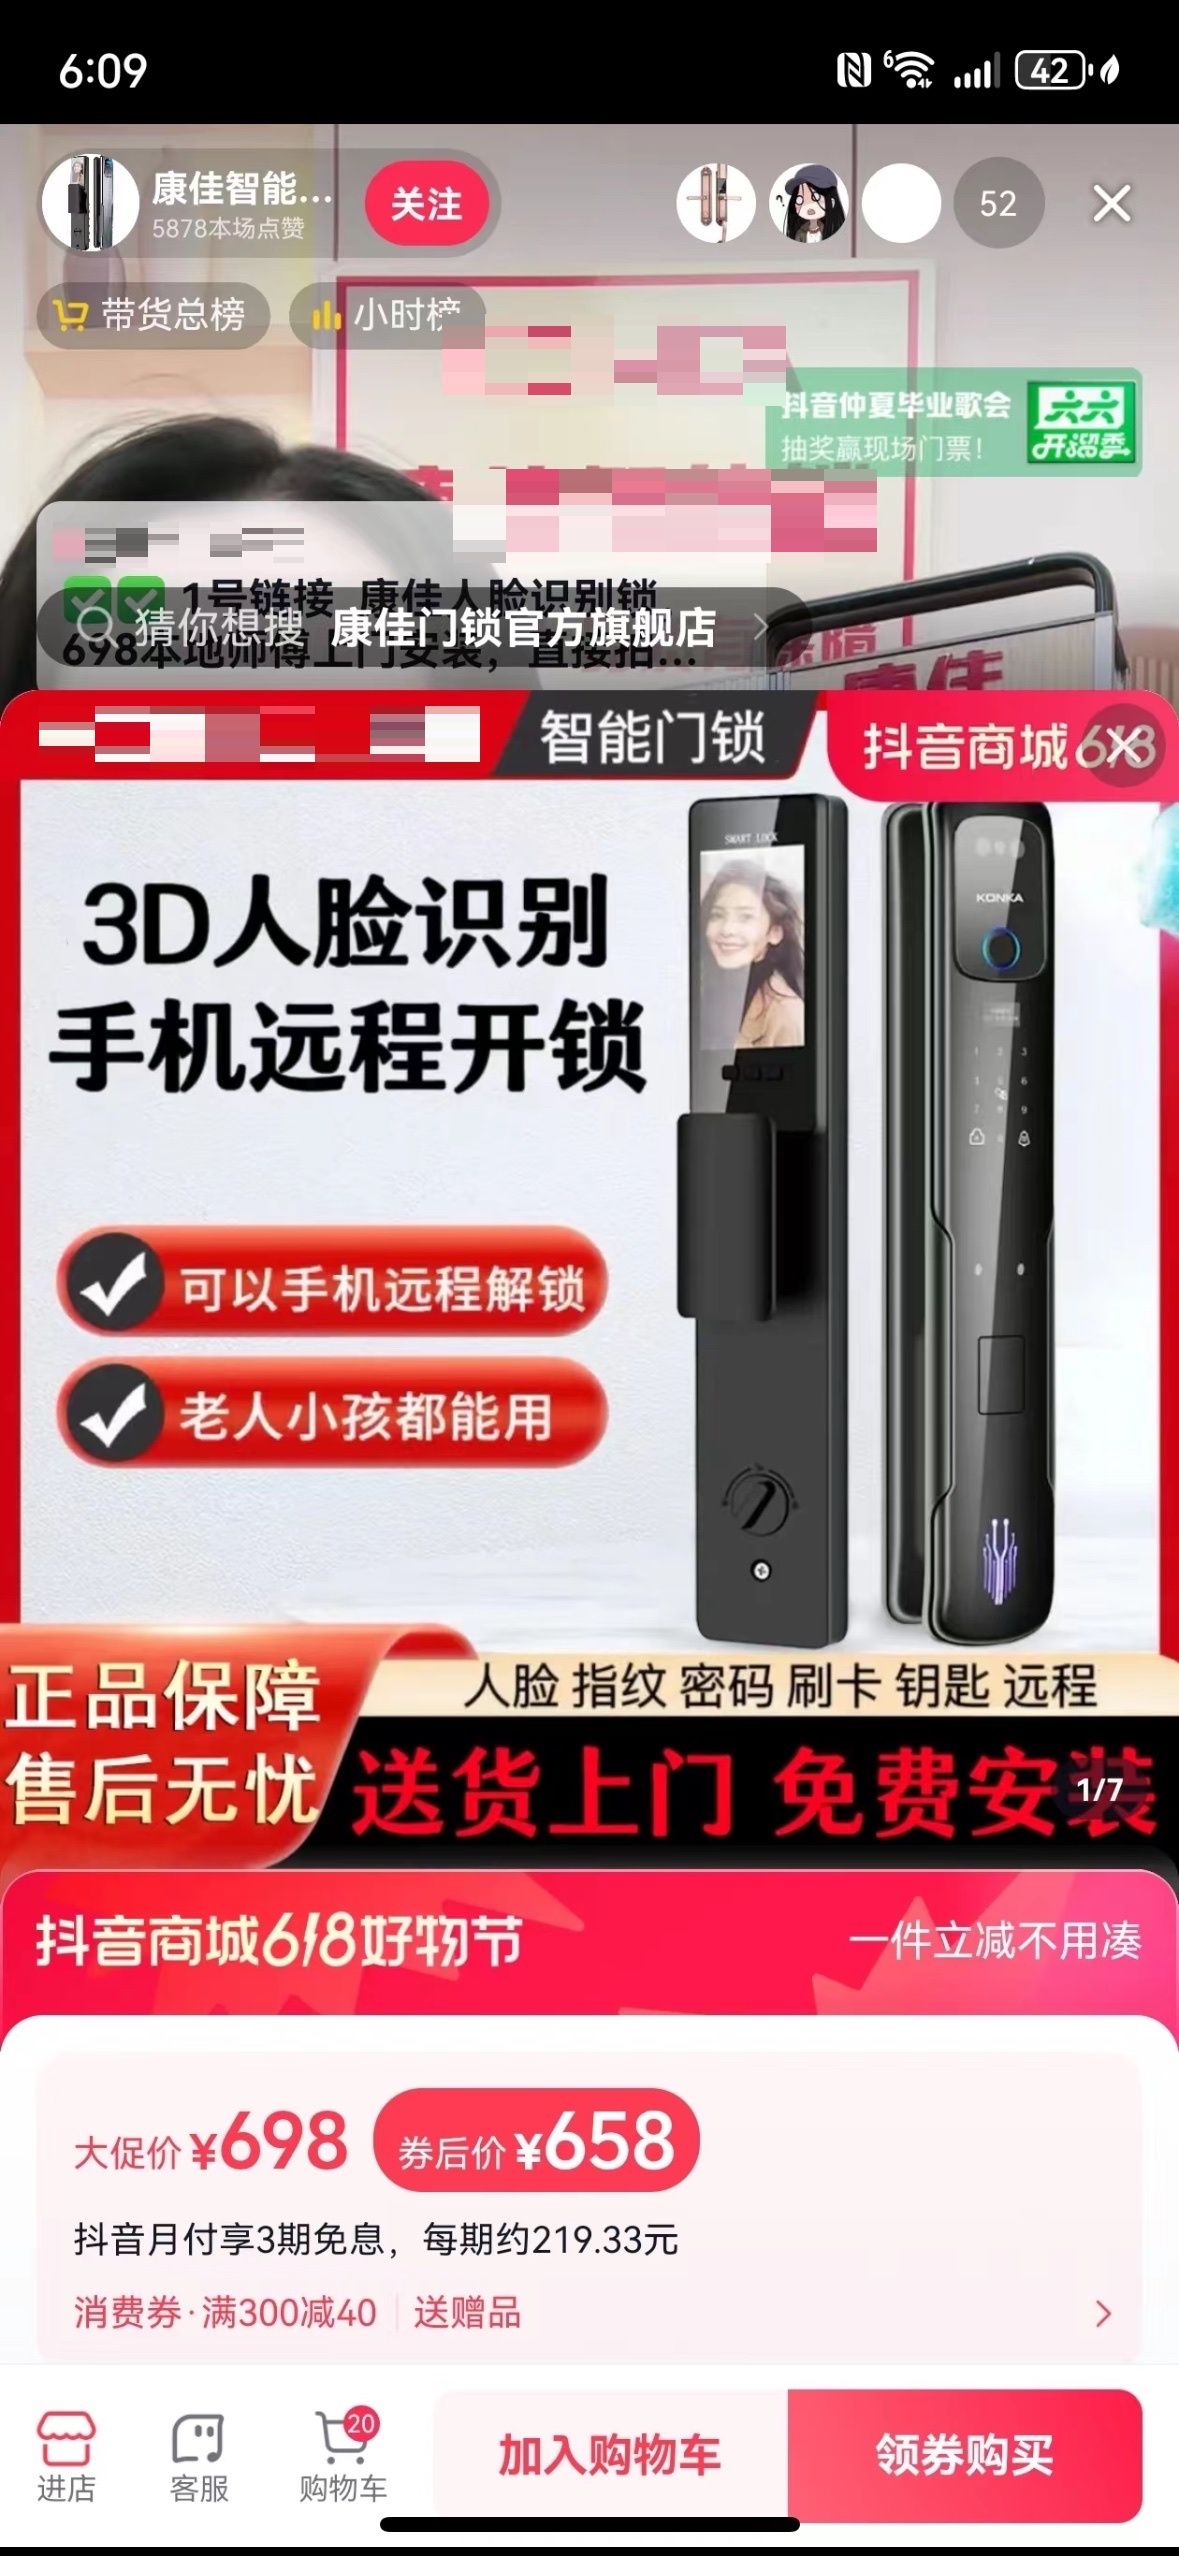 6:09
42
康佳智能...
5878本场点赞
关注
52
带货总榜
小时榜
抖音仲夏毕业歌会
抽奖赢现场门票!
开溜季
1号链接 康佳人脸识别锁
猜你想搜 康佳门锁官方旗舰店
698本地师傅上门安装,直接拍...
康佳
智能门锁
抖音商城618
SMART LOCK
KONKA
3D人脸识别
手机远程开锁
可以手机远程解锁
老人小孩都能用
正品保障
售后无忧
人脸 指纹 密码 刷卡 钥匙 远程
送货上门 免费安装
1/7
抖音商城618好物节
一件立减不用凑
大促价 ¥698
券后价 ¥658
抖音月付享3期免息,每期约219.33元
消费券·满300减40
送赠品
进店
客服
20
购物车
加入购物车
领券购买